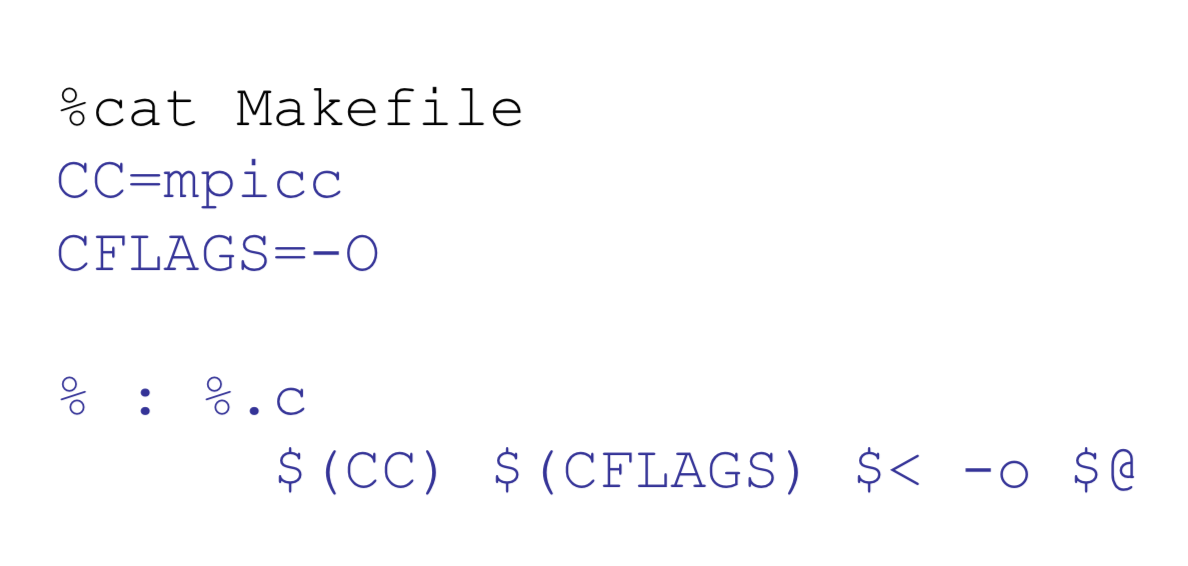 %cat Makefile
CC=mpicc
CFLAGS=-O
% : %.c
$(CC) $(CFLAGS) $< -o $@